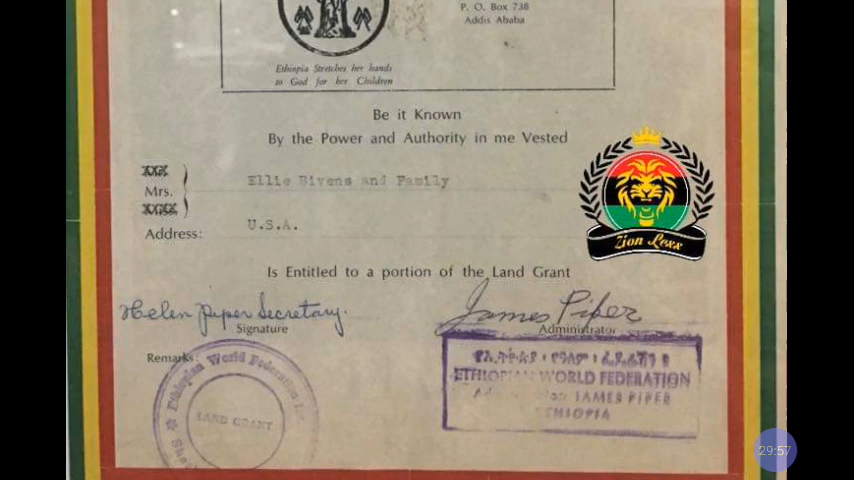 P. O. Box 738
Addis Ababa
Ethiopia Stretches her hands
to God for her Children
Be it Known
By the Power and Authority in me Vested
Mrs.
Ellie Bivens and Family
Address:
U.S.A.
Zion Lexx
Is Entitled to a portion of the Land Grant
Helen Piper Secretary.
James Piper
Signature
Administrator
Remarks:
Ethiopian World Federation
LAND GRANT
ETHIOPIAN WORLD FEDERATION
JAMES PIPER
ETHIOPIA
29:57